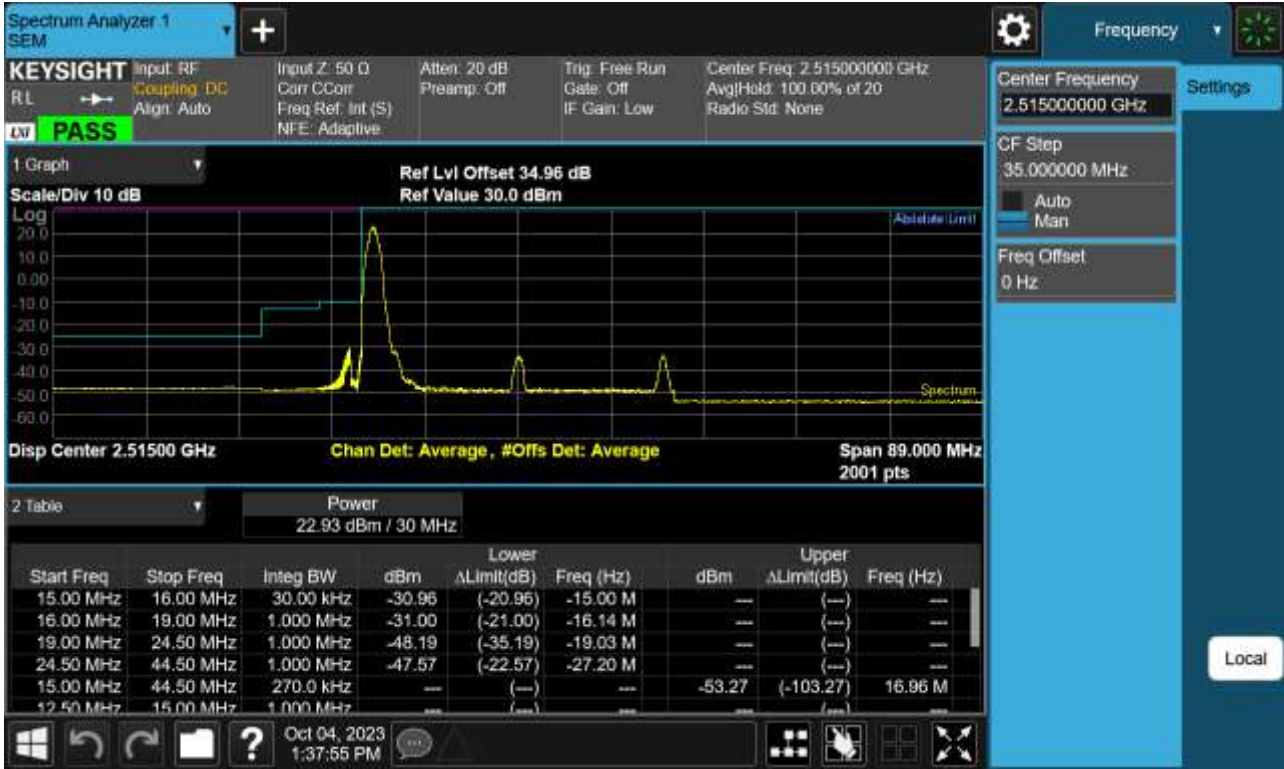 Spectrum Analyzer 1
SEM
Frequency
KEYSIGHT
RL
LXI
PASS
Input: RF
Coupling: DC
Align: Auto
Input Z: 50 Ω
Corr CCorr
Freq Ref: Int (S)
NFE: Adaptive
Atten: 20 dB
Preamp: Off
Trig: Free Run
Gate: Off
IF Gain: Low
Center Freq: 2.515000000 GHz
Avg|Hold: 100.00% of 20
Radio Std: None
Center Frequency
2.515000000 GHz
Settings
CF Step
35.000000 MHz
Auto
Man
Freq Offset
0 Hz
1 Graph
Scale/Div 10 dB
Ref Lvl Offset 34.96 dB
Ref Value 30.0 dBm
Log
Absolute Limit
20.0
10.0
0.00
-10.0
-20.0
-30.0
-40.0
-50.0
-60.0
Spectrum
Disp Center 2.51500 GHz
Chan Det: Average, #Offs Det: Average
Span 89.000 MHz
2001 pts
2 Table
Power
22.93 dBm / 30 MHz
Lower Upper
Start Freq Stop Freq Integ BW dBm ΔLimit(dB) Freq (Hz) dBm ΔLimit(dB) Freq (Hz)
15.00 MHz 16.00 MHz 30.00 kHz -30.96 (-20.96) -15.00 M --- (---) ---
16.00 MHz 19.00 MHz 1.000 MHz -31.00 (-21.00) -16.14 M --- (---) ---
19.00 MHz 24.50 MHz 1.000 MHz -48.19 (-35.19) -19.03 M --- (---) ---
24.50 MHz 44.50 MHz 1.000 MHz -47.57 (-22.57) -27.20 M --- (---) ---
15.00 MHz 44.50 MHz 270.0 kHz --- (---) --- -53.27 (-103.27) 16.96 M
12.50 MHz 15.00 MHz 1.000 MHz --- (---) --- --- (---) ---
Local
Oct 04, 2023
1:37:55 PM